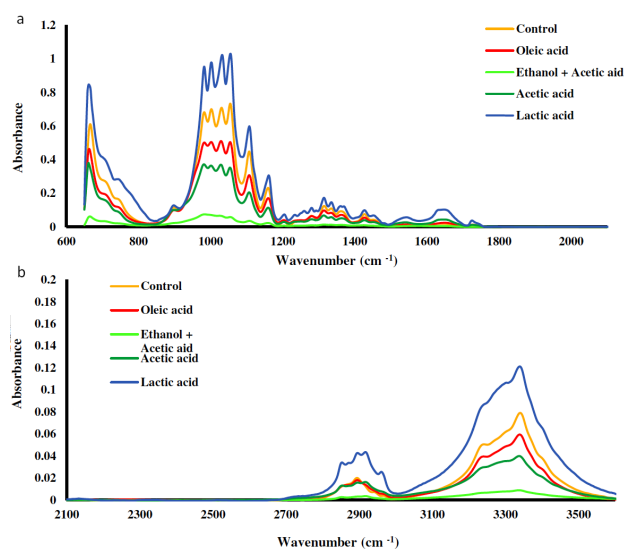 a
1.2
1
0.8
0.6
0.4
0.2
0
Absorbance
600 800 1000 1200 1400 1600 1800 2000
Wavenumber (cm -1)
Control
Oleic acid
Ethanol + Acetic aid
Acetic acid
Lactic acid
b
0.2
0.18
0.16
0.14
0.12
0.1
0.08
0.06
0.04
0.02
0
Absorbance
2100 2300 2500 2700 2900 3100 3300 3500
Wavenumber (cm -1)
Control
Oleic acid
Ethanol +
Acetic aid
Acetic acid
Lactic acid